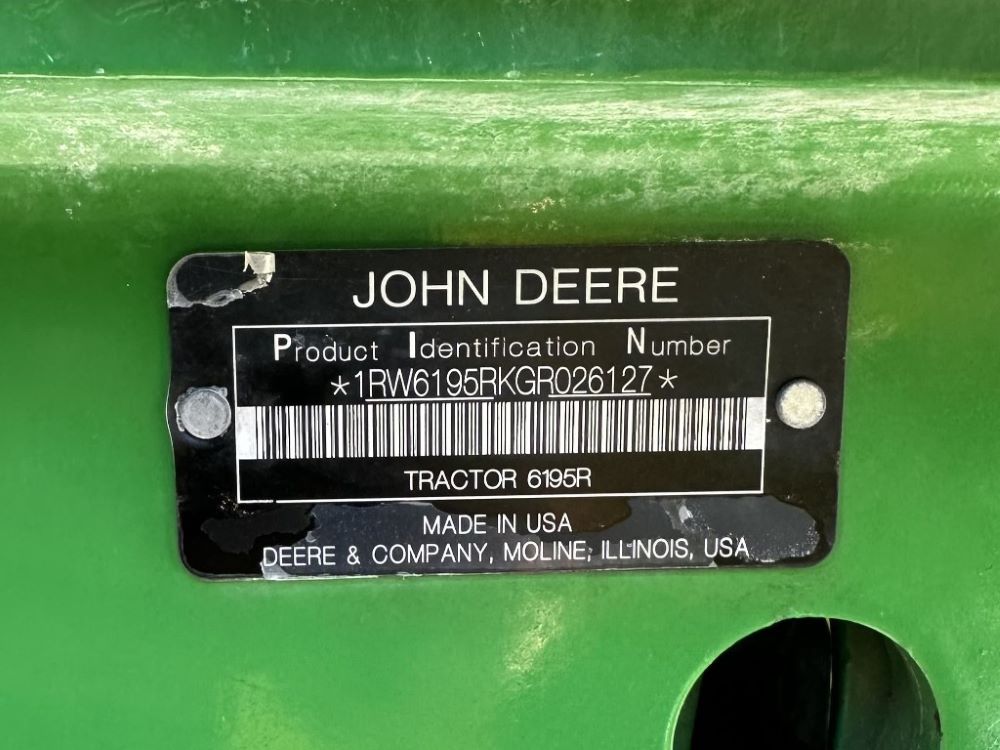 JOHN DEERE
Product Identification Number
*1RW6195RKGR026127*
TRACTOR 6195R
MADE IN USA
DEERE & COMPANY, MOLINE, ILLINOIS, USA